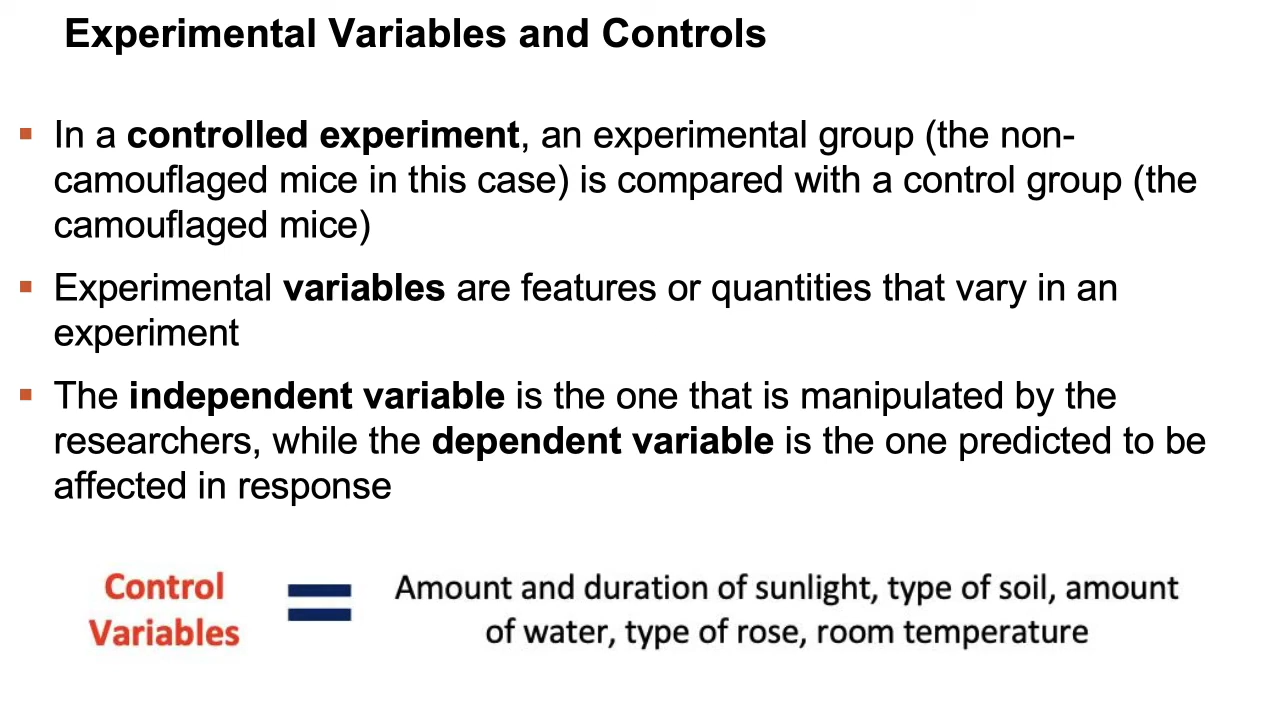 Experimental Variables and Controls
In a controlled experiment, an experimental group (the non-
camouflaged mice in this case) is compared with a control group (the
camouflaged mice)
Experimental variables are features or quantities that vary in an
experiment
The independent variable is the one that is manipulated by the
researchers, while the dependent variable is the one predicted to be
affected in response
Control
Variables
=
Amount and duration of sunlight, type of soil, amount
of water, type of rose, room temperature